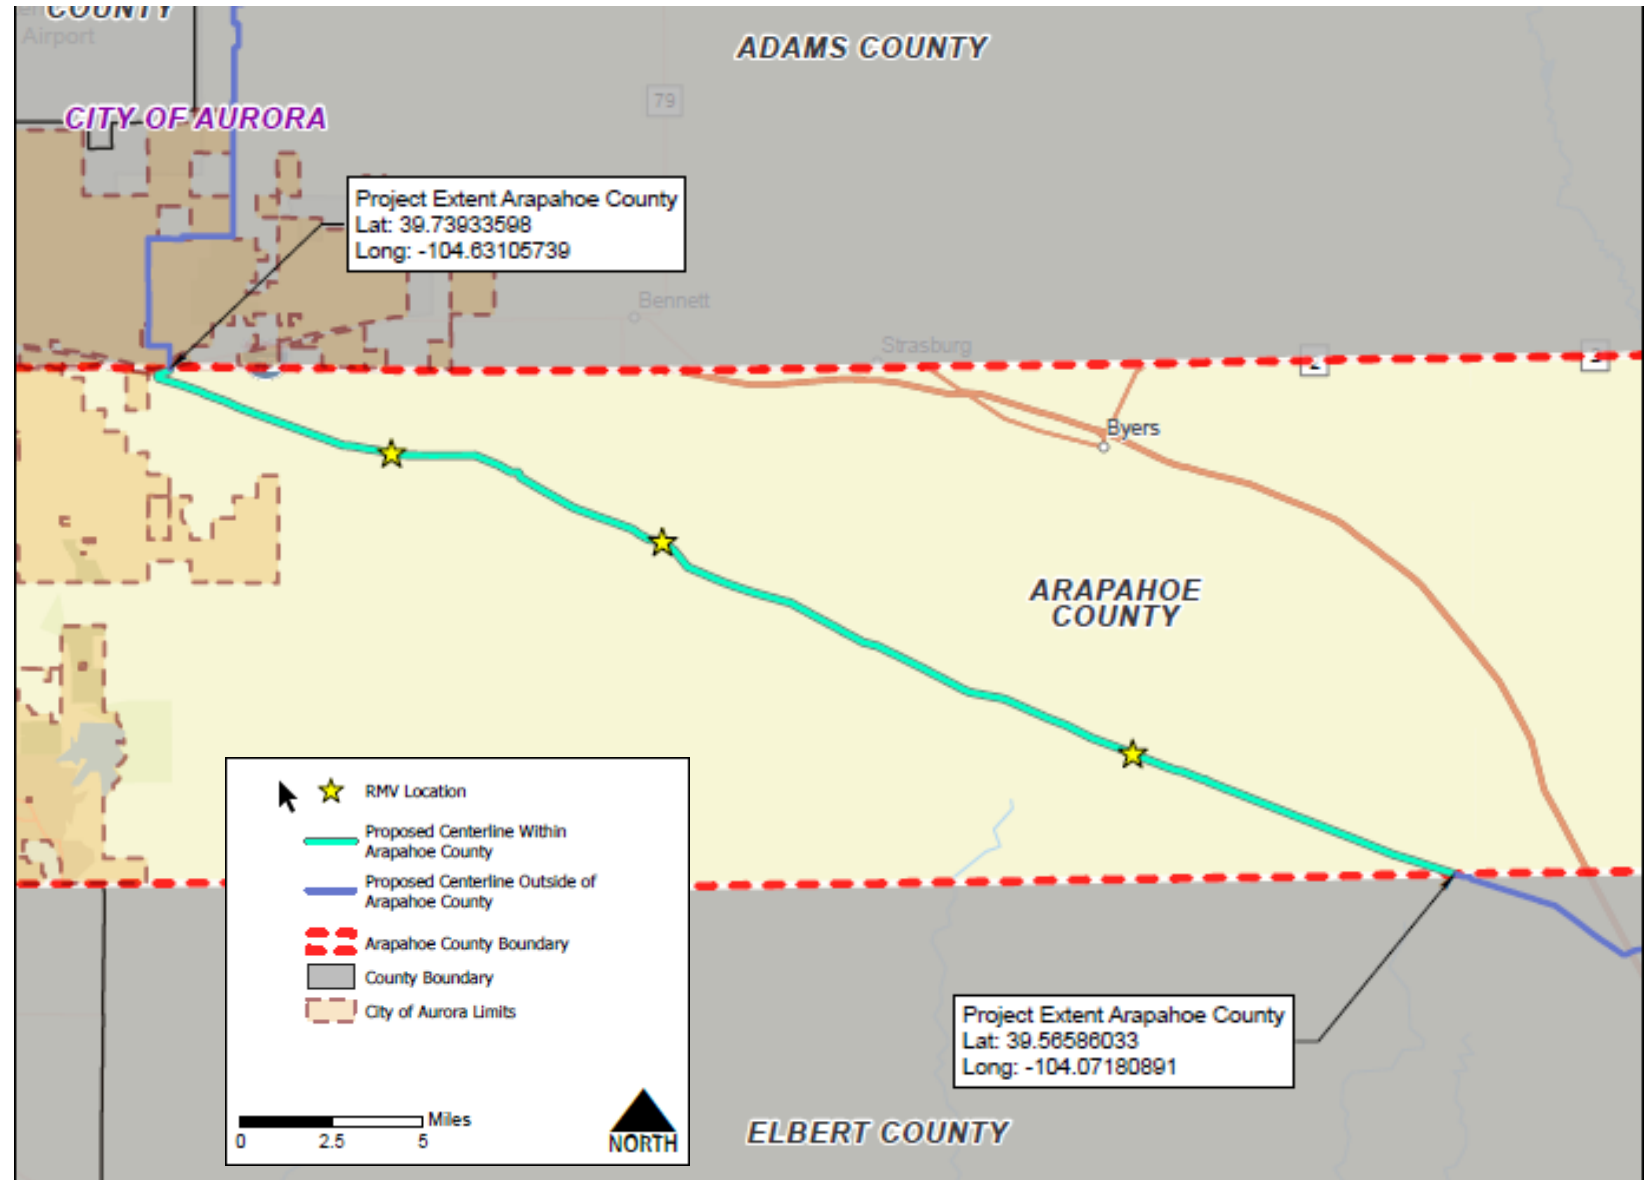 COUNTY
Airport
ADAMS COUNTY
79
CITY OF AURORA
Project Extent Arapahoe County
Lat: 39.73933598
Long: -104.63105739
Bennett
Strasburg
2
Byers
ARAPAHOE
COUNTY
RMV Location
Proposed Centerline Within
Arapahoe County
Proposed Centerline Outside of
Arapahoe County
Arapahoe County Boundary
County Boundary
City of Aurora Limits
Miles
0 2.5 5
NORTH
Project Extent Arapahoe County
Lat: 39.56586033
Long: -104.07180891
ELBERT COUNTY